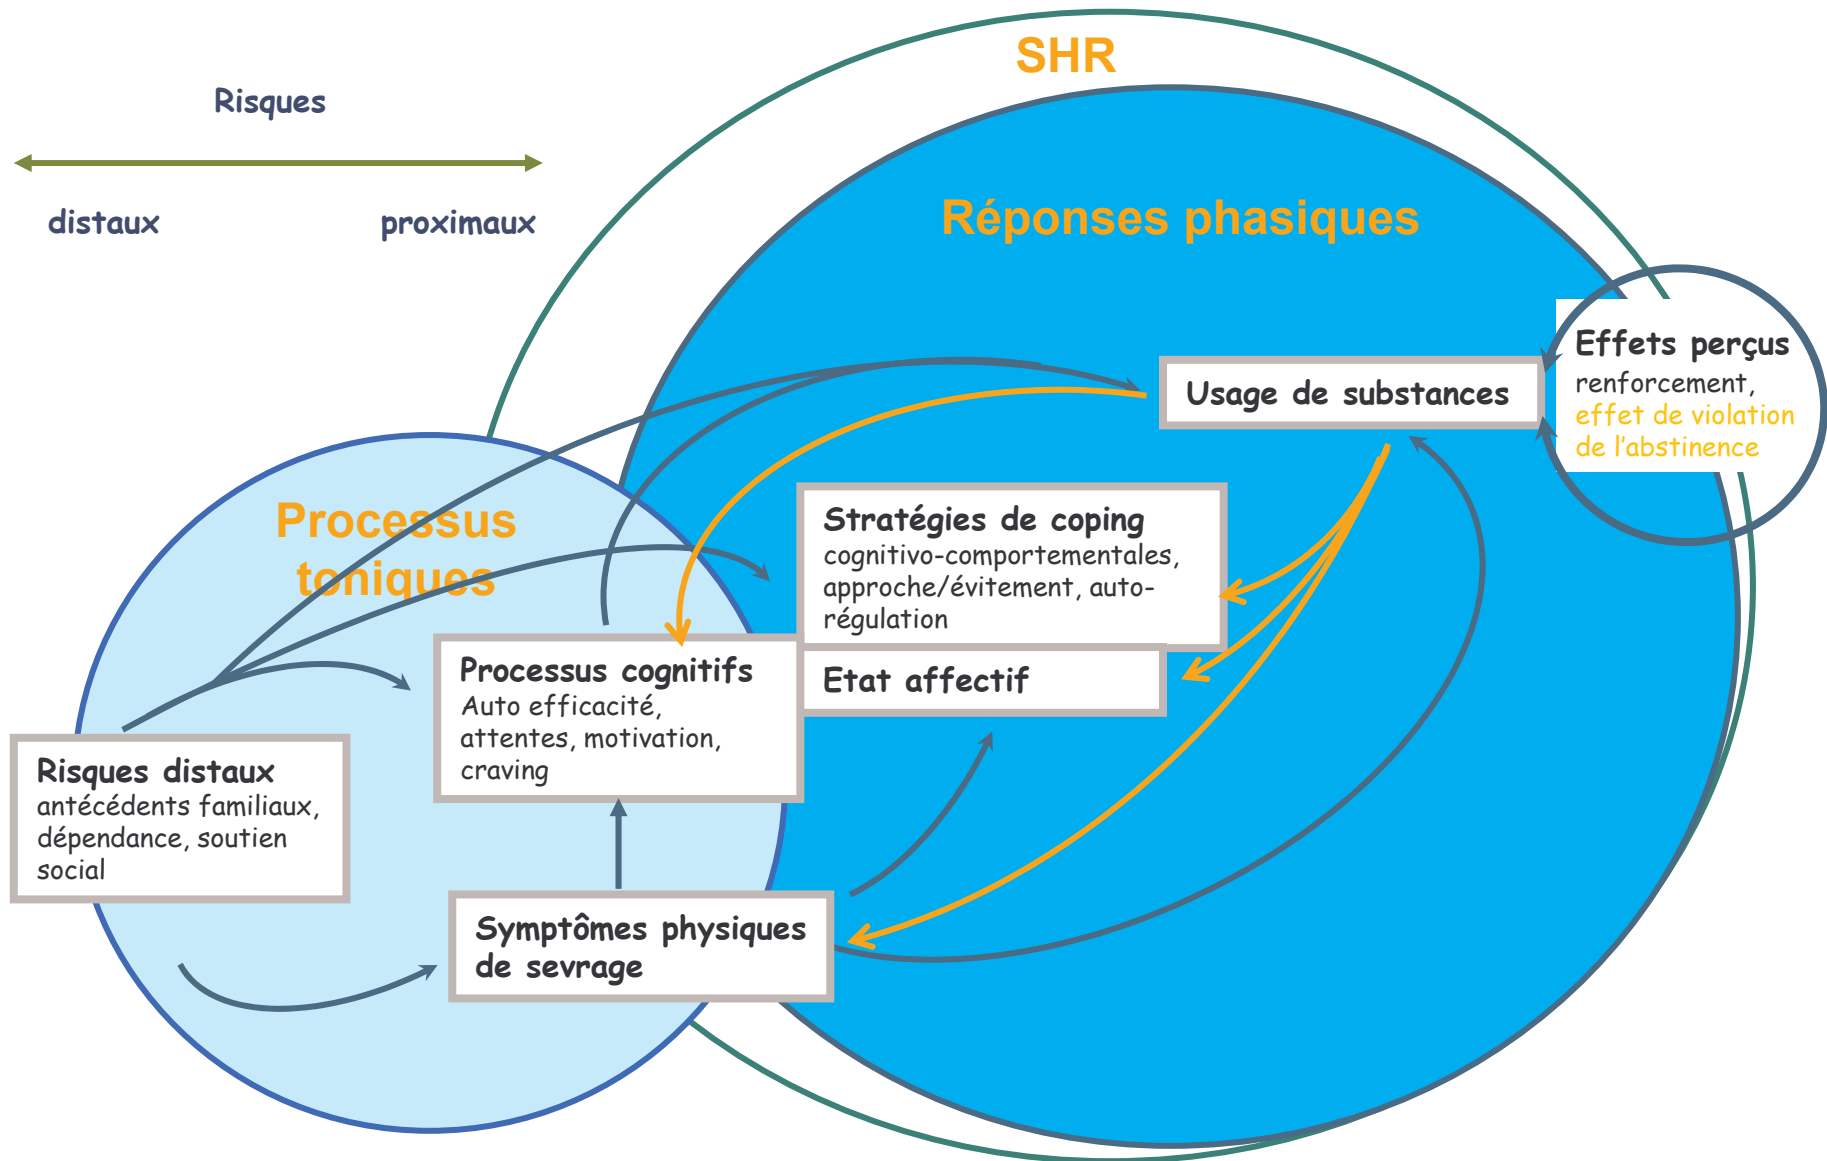 SHR
Risques
distaux
proximaux
Réponses phasiques
Effets perçus
renforcement,
effet de violation
de l'abstinence
Usage de substances
Processus
toniques
Stratégies de coping
cognitivo-comportementales,
approche/évitement, auto-
régulation
Processus cognitifs
Auto efficacité,
attentes, motivation,
craving
Etat affectif
Risques distaux
antécédents familiaux,
dépendance, soutien
social
Symptômes physiques
de sevrage